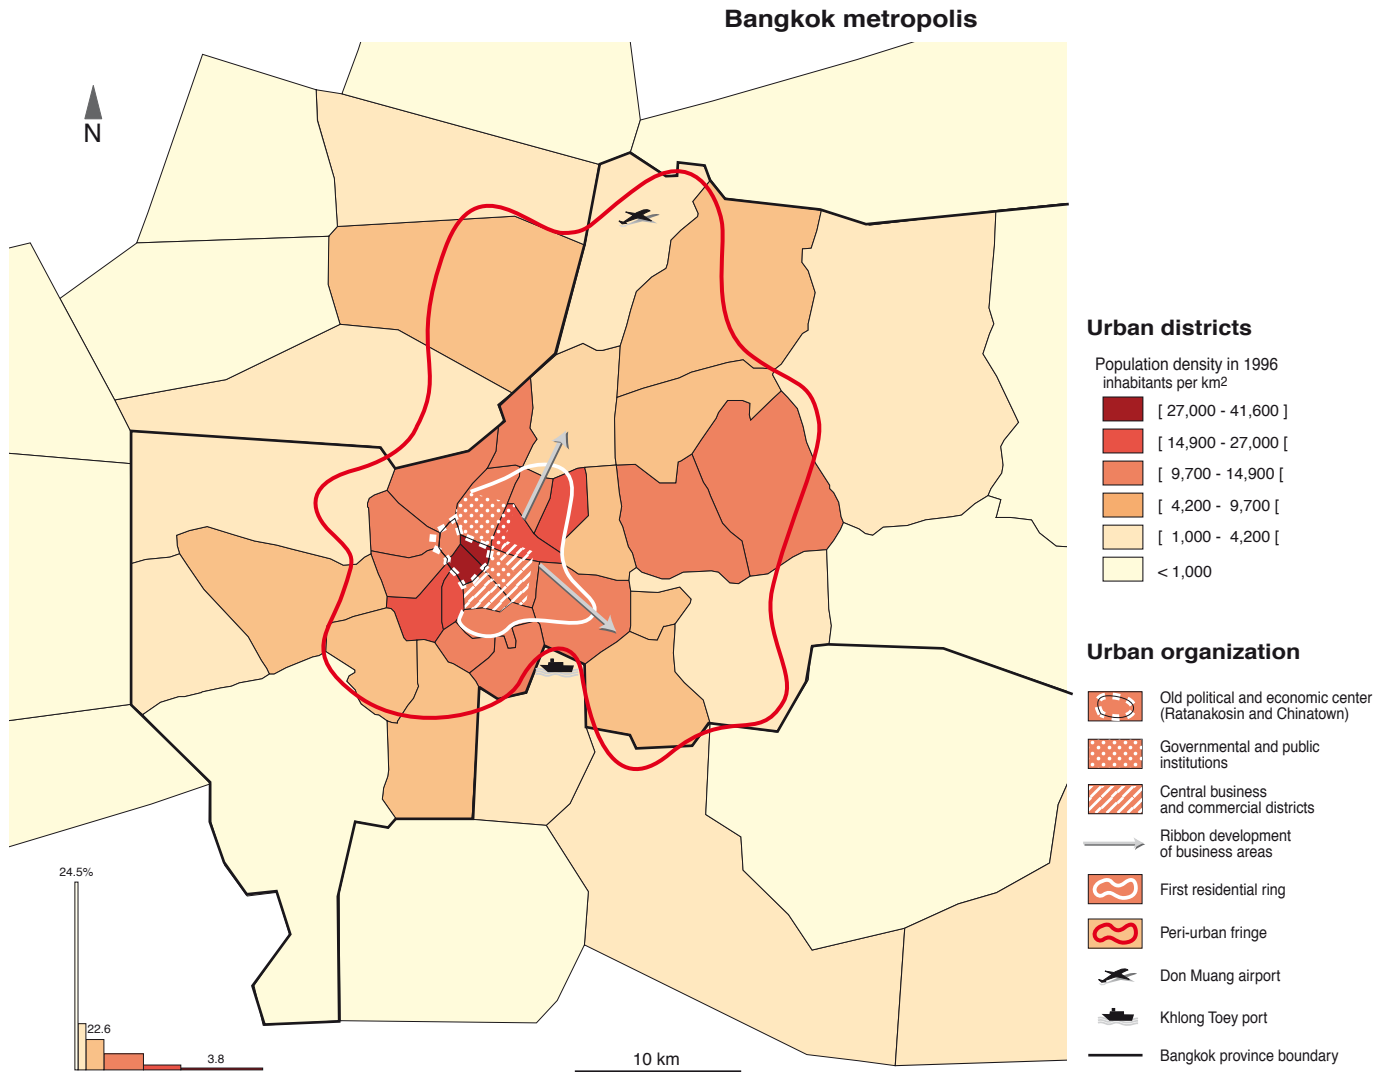 Bangkok metropolis
N
Urban districts
Population density in 1996
inhabitants per km2
[ 27,000 - 41,600 ]
[ 14,900 - 27,000 [
[ 9,700 - 14,900 [
[ 4,200 - 9,700 [
[ 1,000 - 4,200 [
< 1,000
Urban organization
Old political and economic center
(Ratanakosin and Chinatown)
Governmental and public
institutions
Central business
and commercial districts
Ribbon development
of business areas
First residential ring
Peri-urban fringe
Don Muang airport
Khlong Toey port
Bangkok province boundary
24.5%
22.6
3.8
10 km